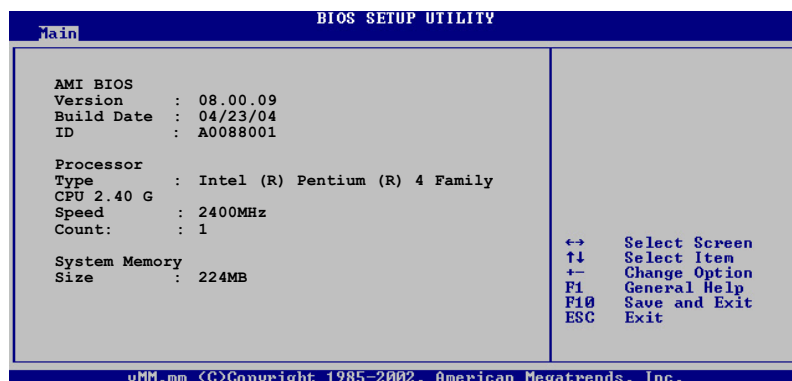 BIOS SETUP UTILITY
Main
AMI BIOS
Version : 08.00.09
Build Date : 04/23/04
ID : A0088001
Processor
Type : Intel (R) Pentium (R) 4 Family
CPU 2.40 G
Speed : 2400MHz
Count: : 1
System Memory
Size : 224MB
↔ Select Screen
↑↓ Select Item
+- Change Option
F1 General Help
F10 Save and Exit
ESC Exit
vMM.mm (C)Copyright 1985-2002, American Megatrends, Inc.